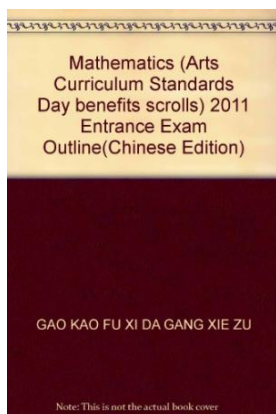 Mathematics (Arts
Curriculum Standards
Day benefits scrolls) 2011
Entrance Exam
Outline(Chinese Edition)
GAO KAO FU XI DA GANG XIE ZU
Note: This is not the actual book cover